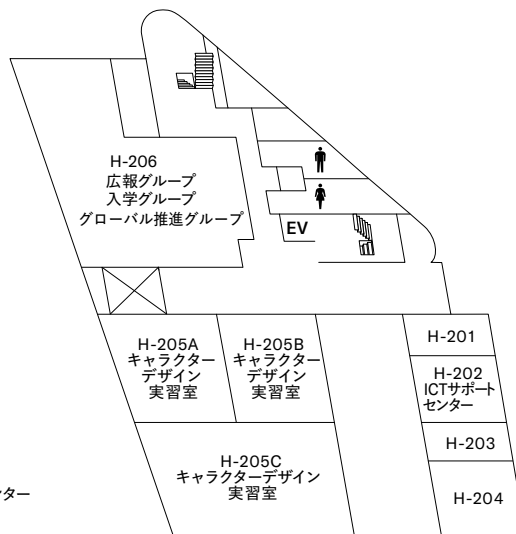 H-206
広報グループ
入学グループ
グローバル推進グループ
EV
H-205A
キャラクター
デザイン
実習室
H-205B
キャラクター
デザイン
実習室
H-201
H-202
ICTサポート
センター
H-203
H-204
H-205C
キャラクターデザイン
実習室
ター